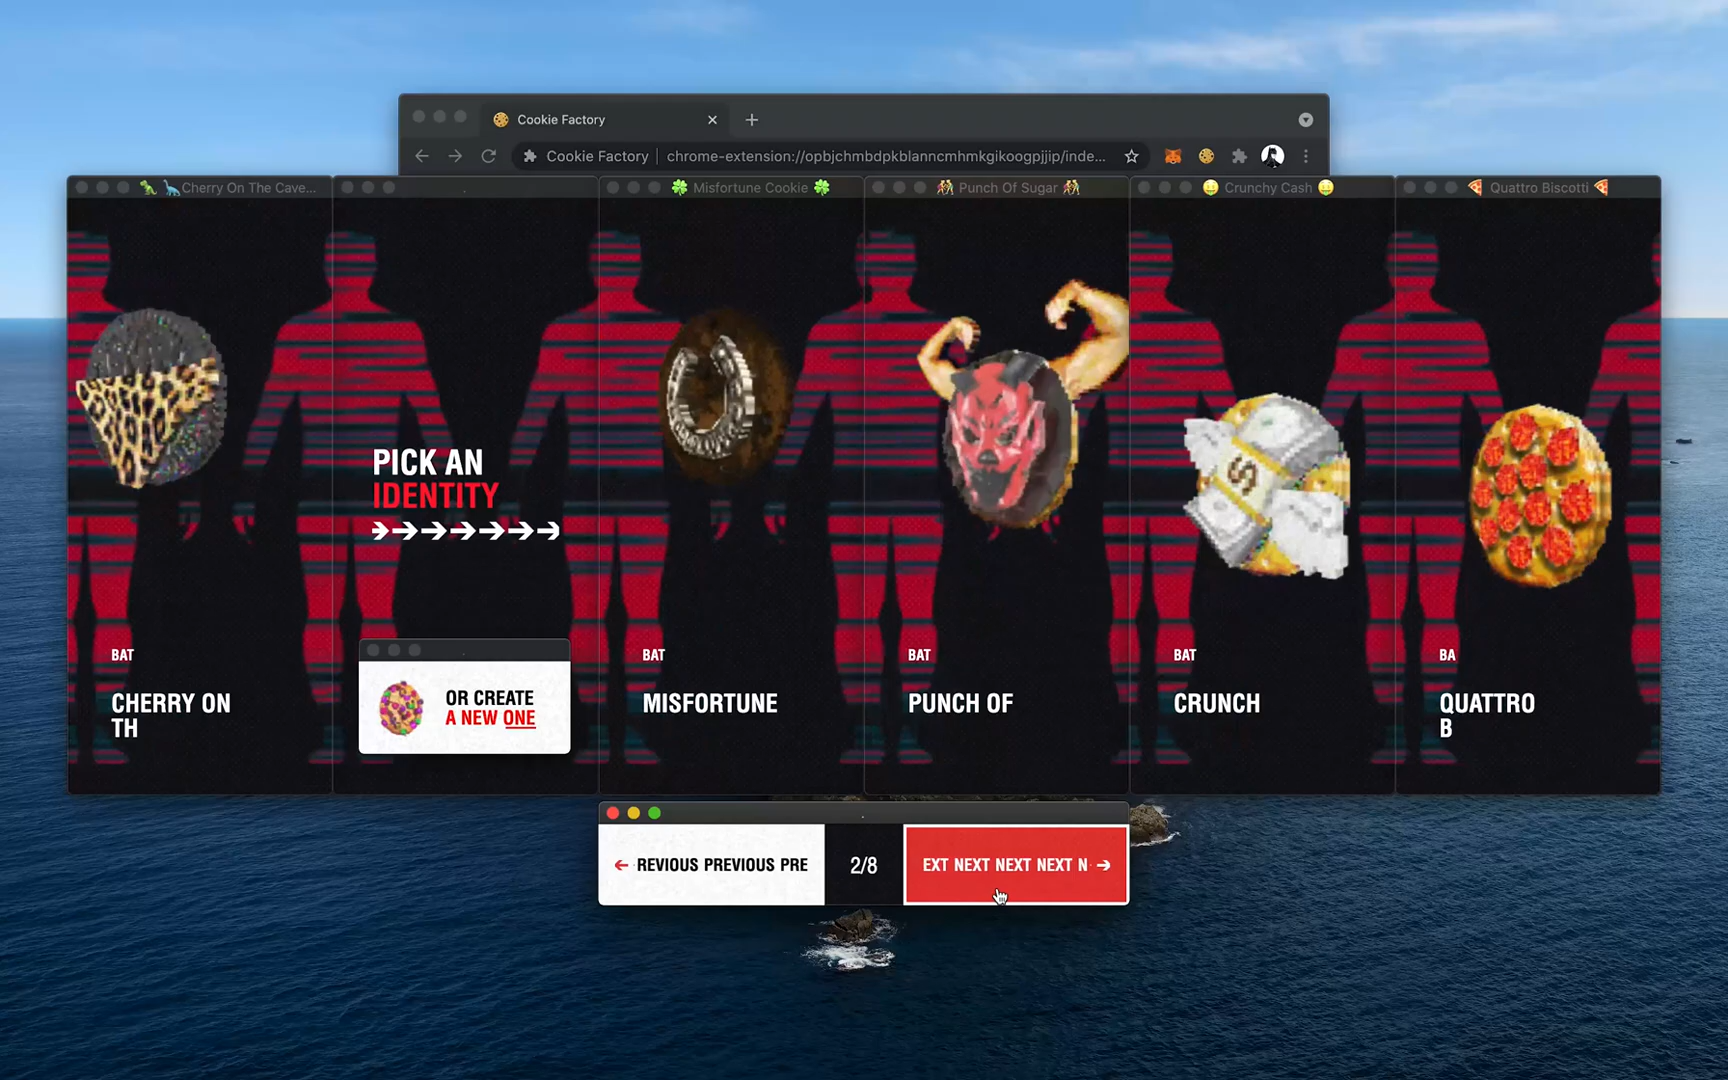 Cookie Factory
Cookie Factory
chrome-extension://opbjchmbdpkblanncmhmkgikoogpjjip/inde...
Cherry On The Cave...
Misfortune Cookie
Punch Of Sugar
Crunchy Cash
Quattro Biscotti
PICK AN
IDENTITY
BAT
CHERRY ON
TH
OR CREATE
A NEW ONE
BAT
MISFORTUNE
BAT
PUNCH OF
BAT
CRUNCH
BA
QUATTRO
B
REVIOUS PREVIOUS PRE
2/8
EXT NEXT NEXT NEXT N